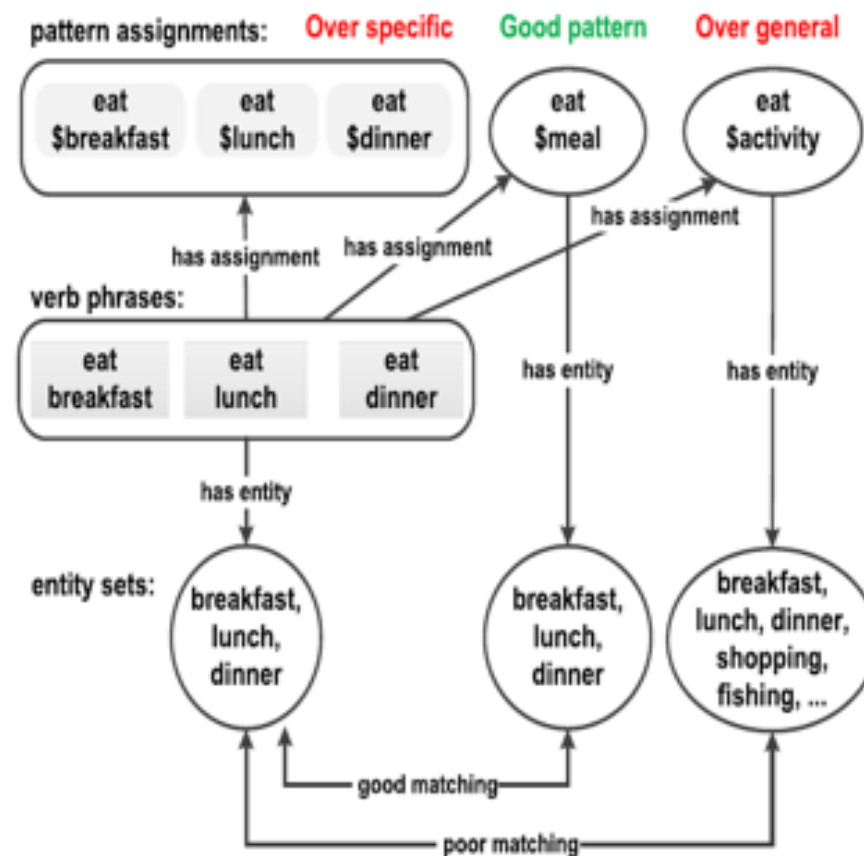 pattern assignments: Over specific Good pattern Over general
eat eat eat eat eat
$breakfast $lunch $dinner $meal $activity
has assignment has assignment has assignment
verb phrases:
eat eat eat
breakfast lunch dinner
has entity has entity has entity
entity sets:
breakfast,
lunch,
dinner
breakfast,
lunch,
dinner
breakfast,
lunch, dinner,
shopping,
fishing, ...
good matching
poor matching